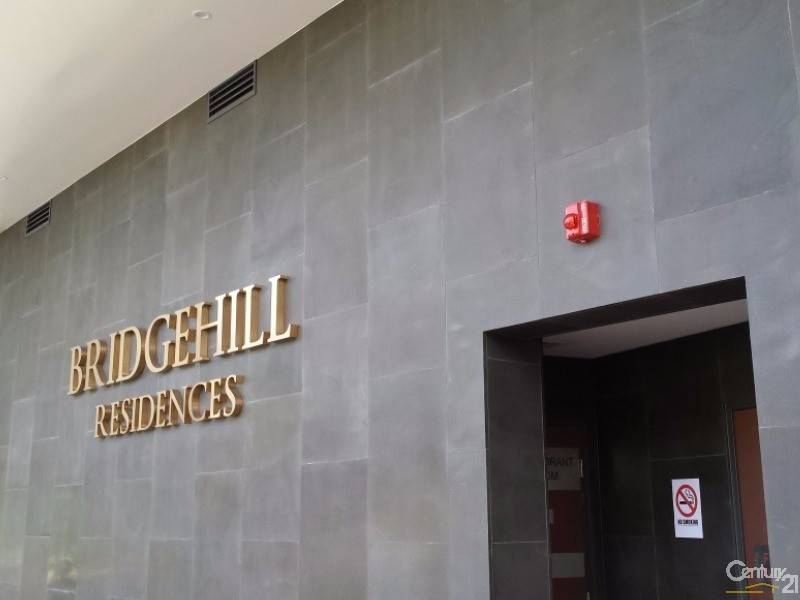 BRIDGEHILL
RESIDENCES
NO SMOKING
Century 21